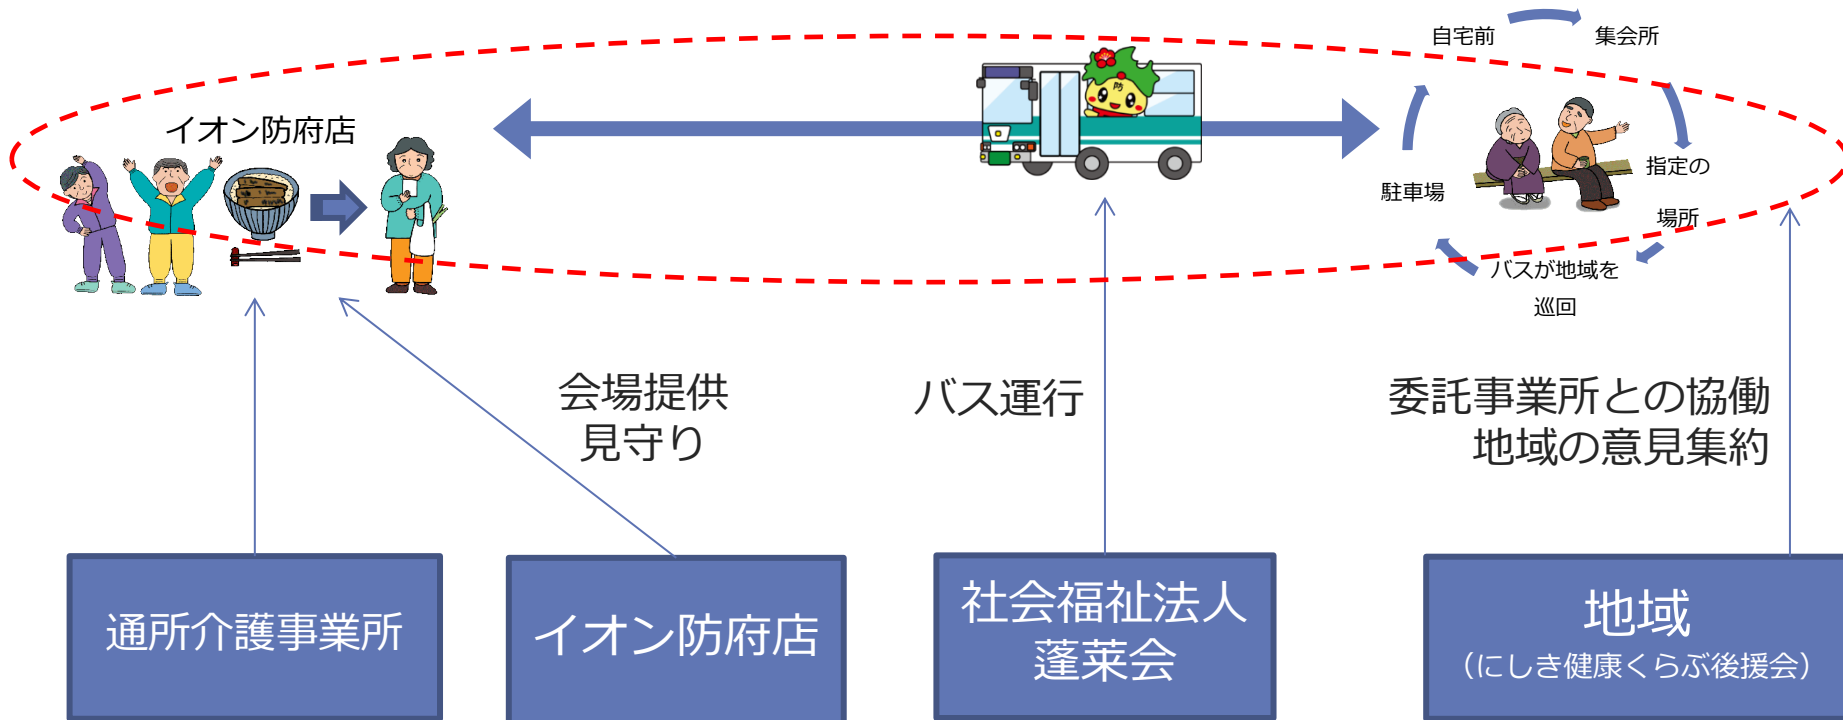 自宅前
集会所
イオン防府店
防
指定の
場所
駐車場
バスが地域を
巡回
会場提供
見守り
バス運行
委託事業所との協働
地域の意見集約
通所介護事業所
イオン防府店
社会福祉法人
蓬莱会
地域
（にしき健康くらぶ後援会）